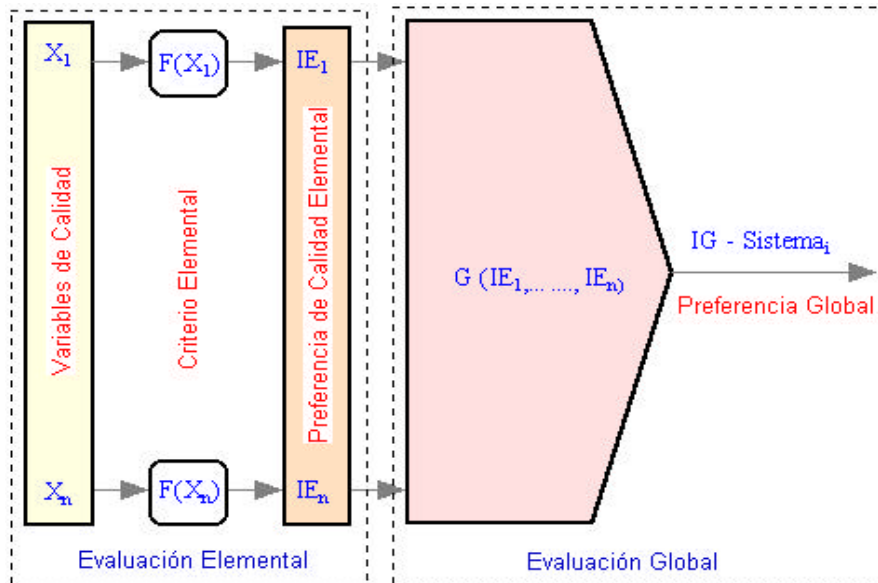 X1
F(X1)
IE1
Variables de Calidad
Criterio Elemental
Preferencia de Calidad Elemental
Xn
F(Xn)
IEn
Evaluación Elemental
G (IE1,... ...., IEn)
IG - Sistemai
Preferencia Global
Evaluación Global